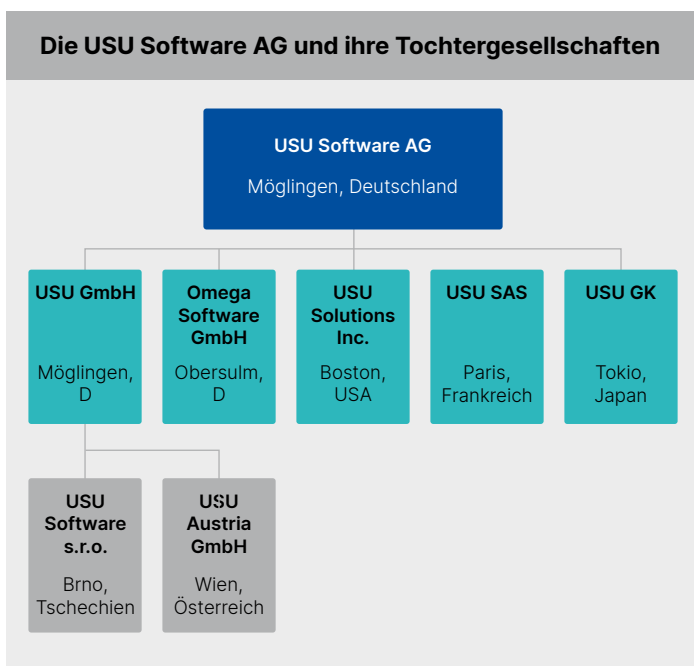 Die USU Software AG und ihre Tochtergesellschaften
USU Software AG
Möglingen, Deutschland
USU GmbH
Möglingen,
D
Omega
Software
GmbH
Obersulm,
D
USU
Solutions
Inc.
Boston,
USA
USU SAS
Paris,
Frankreich
USU GK
Tokio,
Japan
USU
Software
s.r.o.
Brno,
Tschechien
USU
Austria
GmbH
Wien,
Österreich